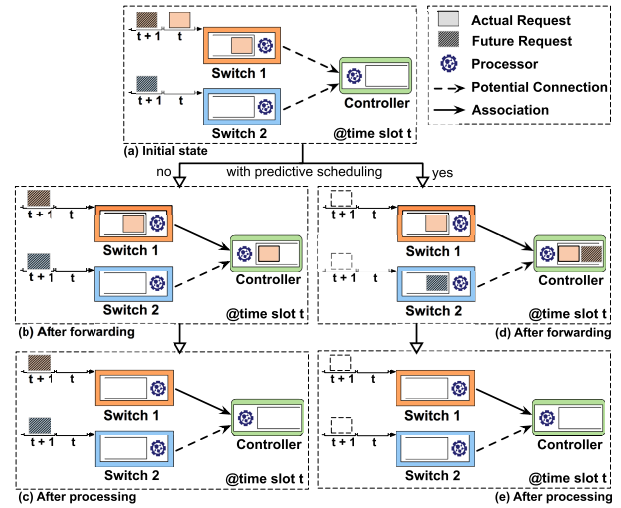 t + 1 t
Switch 1
t + 1 t
Switch 2
Controller
@time slot t
Actual Request
Future Request
Processor
Potential Connection
Association
(a) Initial state
no with predictive scheduling yes
t + 1 t
Switch 1
t + 1 t
Switch 2
Controller
@time slot t
(b) After forwarding
t + 1 t
Switch 1
t + 1 t
Switch 2
Controller
@time slot t
(d) After forwarding
t + 1 t
Switch 1
t + 1 t
Switch 2
Controller
@time slot t
(c) After processing
t + 1 t
Switch 1
t + 1 t
Switch 2
Controller
@time slot t
(e) After processing